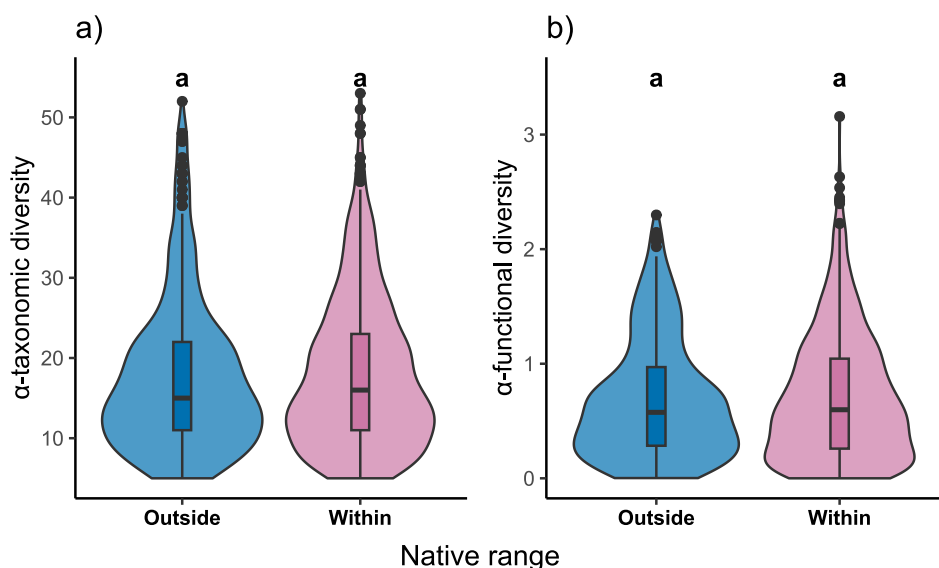 a)
a a
α-taxonomic diversity
50
40
30
20
10
Outside Within
b)
a a
α-functional diversity
3
2
1
0
Outside Within
Native range